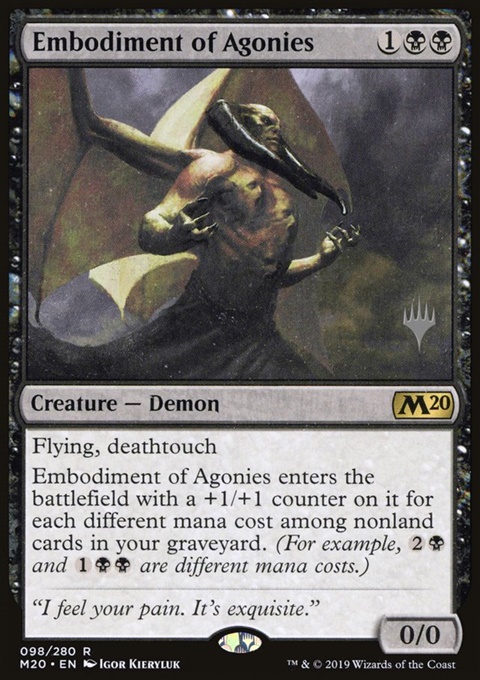 Embodiment of Agonies 1
Creature — Demon M20
Flying, deathtouch
Embodiment of Agonies enters the
battlefield with a +1/+1 counter on it for
each different mana cost among nonland
cards in your graveyard. (For example, 2
and 1 are different mana costs.)
“I feel your pain. It’s exquisite.”
0/0
098/280 R
M20 • EN Igor Kieryluk ™ & © 2019 Wizards of the Coast